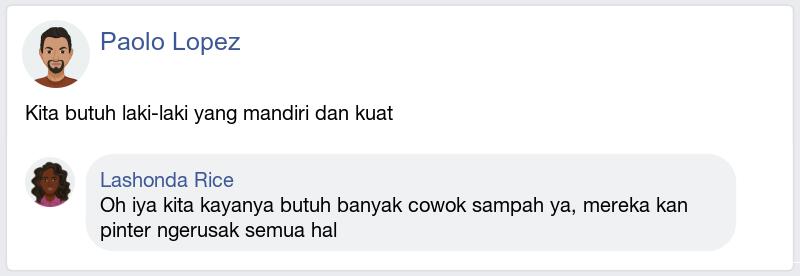 Paolo Lopez
Kita butuh laki-laki yang mandiri dan kuat
Lashonda Rice
Oh iya kita kayanya butuh banyak cowok sampah ya, mereka kan
pinter ngerusak semua hal